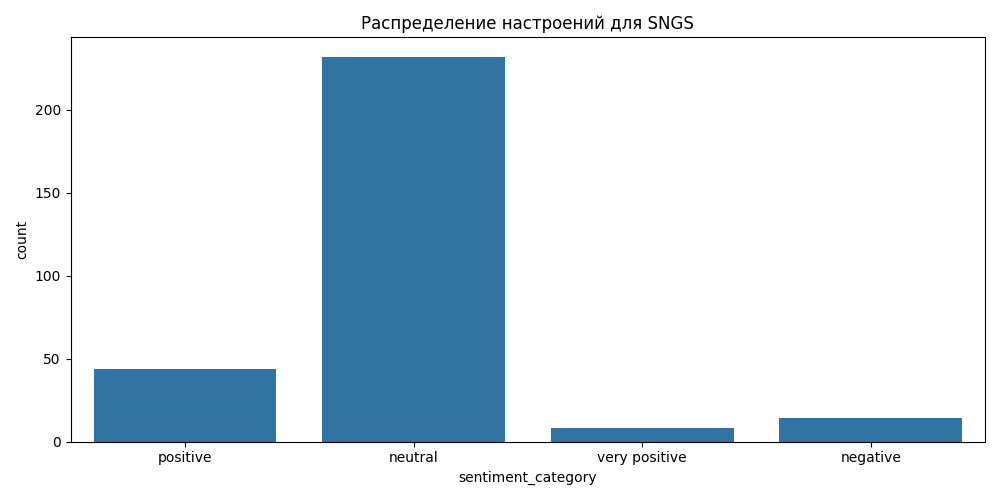 Распределение настроений для SNGS
200
150
100
50
0
count
positive
neutral
very positive
negative
sentiment_category